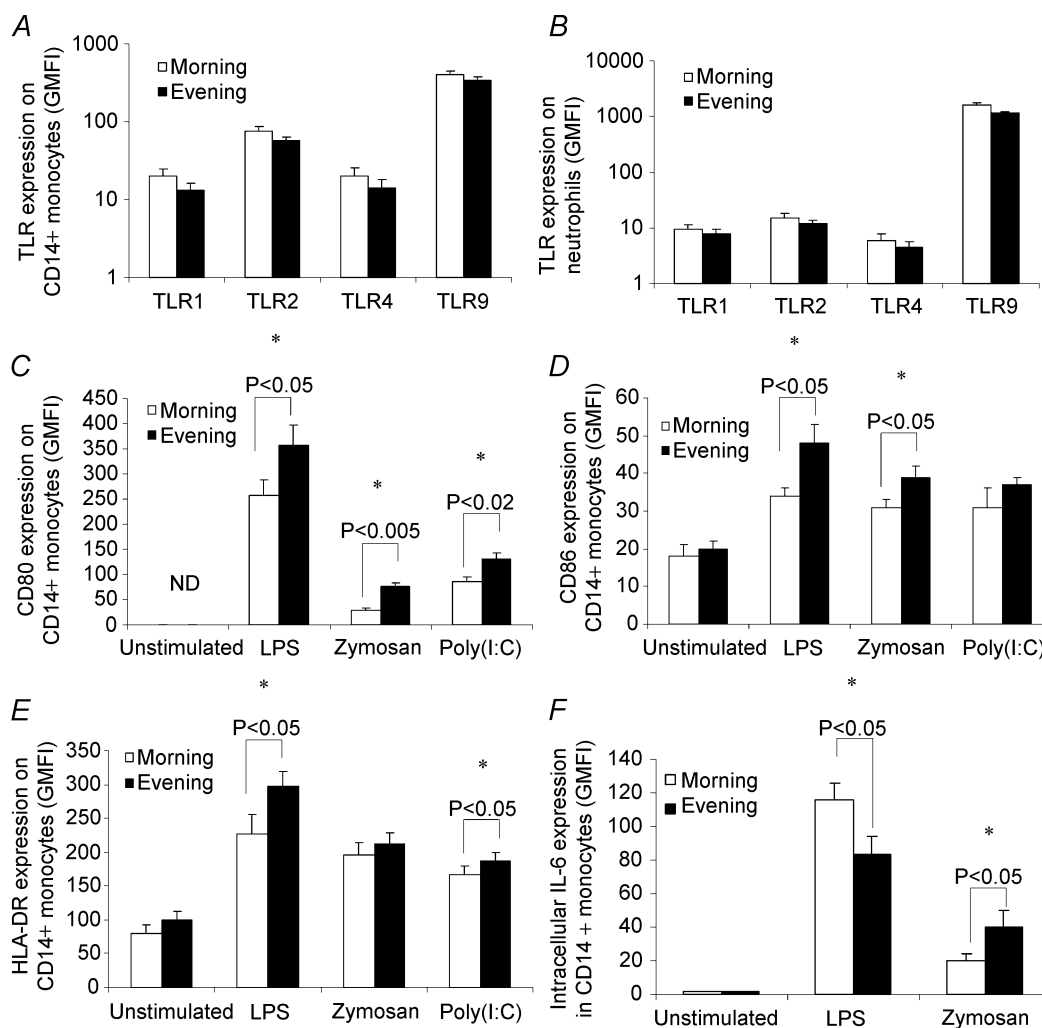 A
TLR expression on
CD14+ monocytes (GMFI)
1000
100
10
1
Morning
Evening
TLR1 TLR2 TLR4 TLR9
B
TLR expression on
neutrophils (GMFI)
10000
1000
100
10
1
Morning
Evening
TLR1 TLR2 TLR4 TLR9
C
CD80 expression on
CD14+ monocytes (GMFI)
450
400
350
300
250
200
150
100
50
0
Morning
Evening
*
P<0.05
*
P<0.005
*
P<0.02
ND
Unstimulated LPS Zymosan Poly(I:C)
D
CD86 expression on
CD14+ monocytes (GMFI)
60
50
40
30
20
10
0
Morning
Evening
*
P<0.05
*
P<0.05
Unstimulated LPS Zymosan Poly(I:C)
E
HLA-DR expression on
CD14+ monocytes (GMFI)
350
300
250
200
150
100
50
0
Morning
Evening
*
P<0.05
*
P<0.05
Unstimulated LPS Zymosan Poly(I:C)
F
Intracellular IL-6 expression
in CD14 + monocytes (GMFI)
140
120
100
80
60
40
20
0
Morning
Evening
*
P<0.05
*
P<0.05
Unstimulated LPS Zymosan